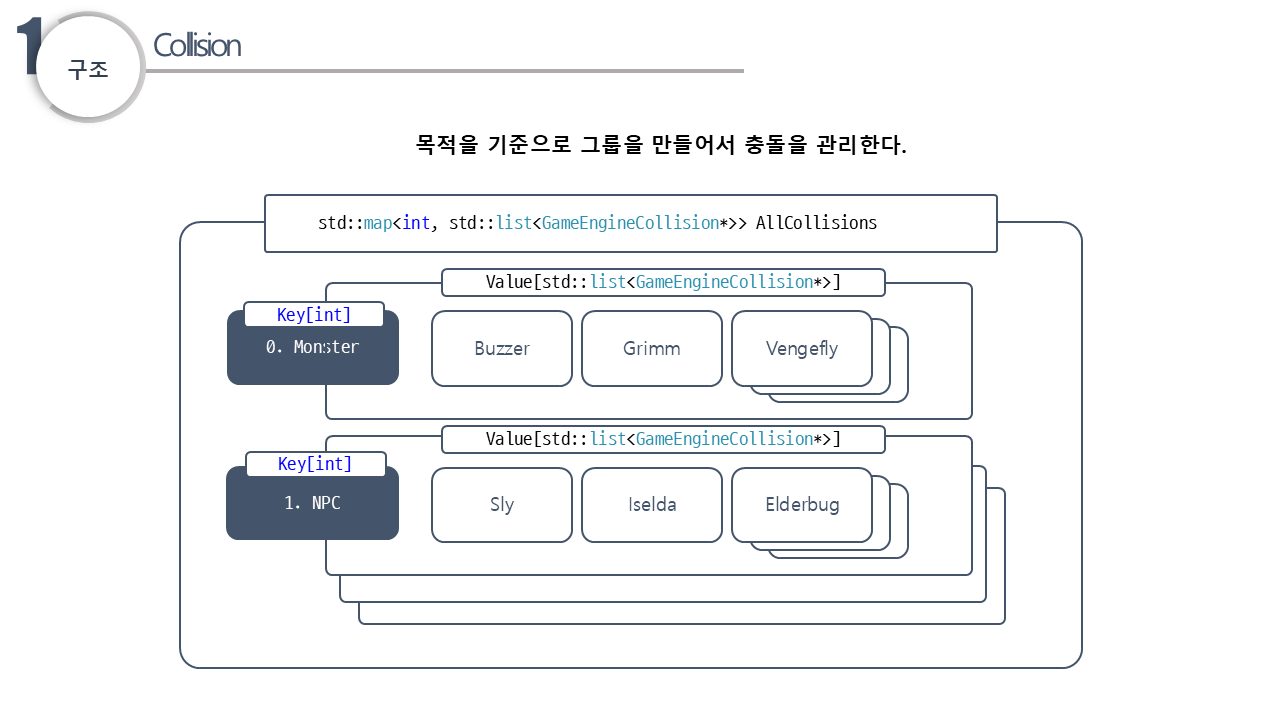 1
구조
Collision
목적을 기준으로 그룹을 만들어서 충돌을 관리한다.
std::map<int, std::list<GameEngineCollision*>> AllCollisions
Value[std::list<GameEngineCollision*>]
Key[int]
0. Monster
Buzzer
Grimm
Vengefly
Value[std::list<GameEngineCollision*>]
Key[int]
1. NPC
Sly
Iselda
Elderbug